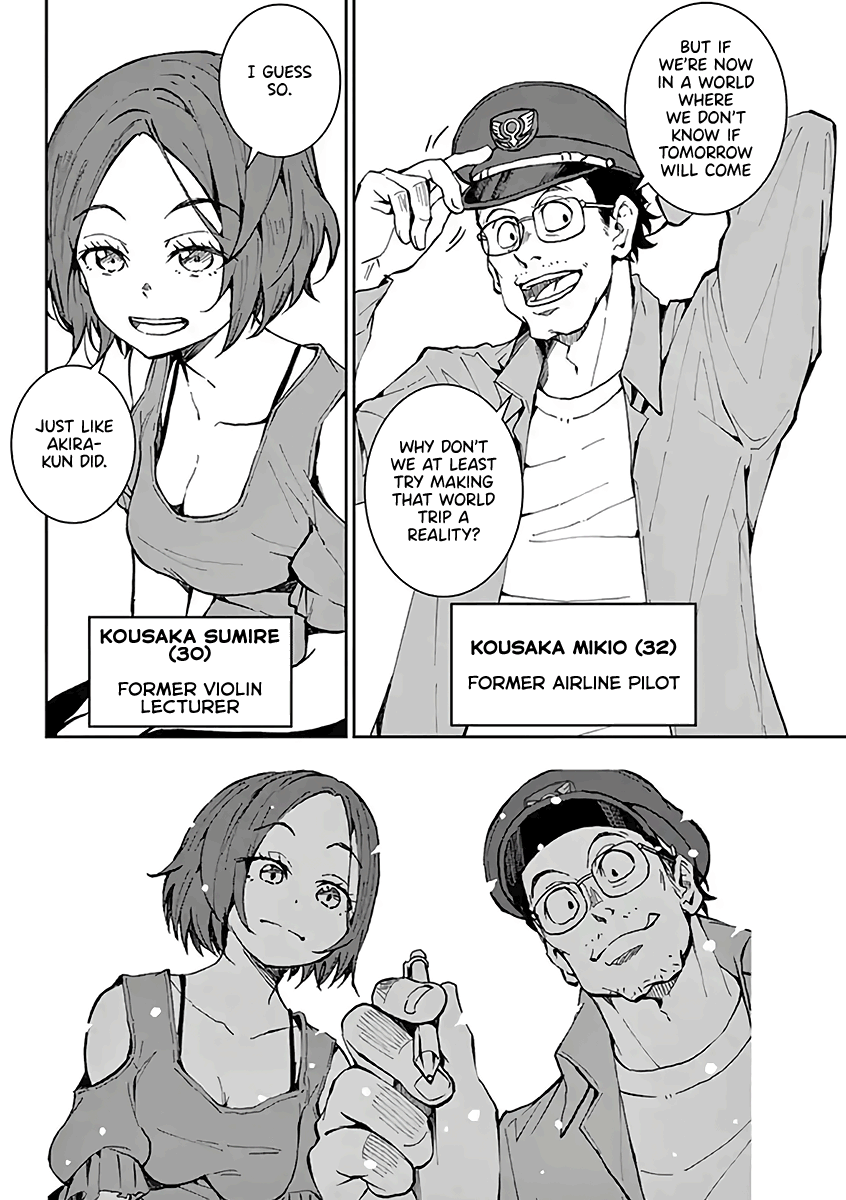 BUT IF
WE'RE NOW
IN A WORLD
WHERE
WE DON'T
KNOW IF
TOMORROW
WILL COME
WHY DON'T
WE AT LEAST
TRY MAKING
THAT WORLD
TRIP A
REALITY?
KOUSAKA MIKIO (32)
FORMER AIRLINE PILOT
I GUESS
SO.
JUST LIKE
AKIRA-
KUN DID.
KOUSAKA SUMIRE
(30)
FORMER VIOLIN
LECTURER